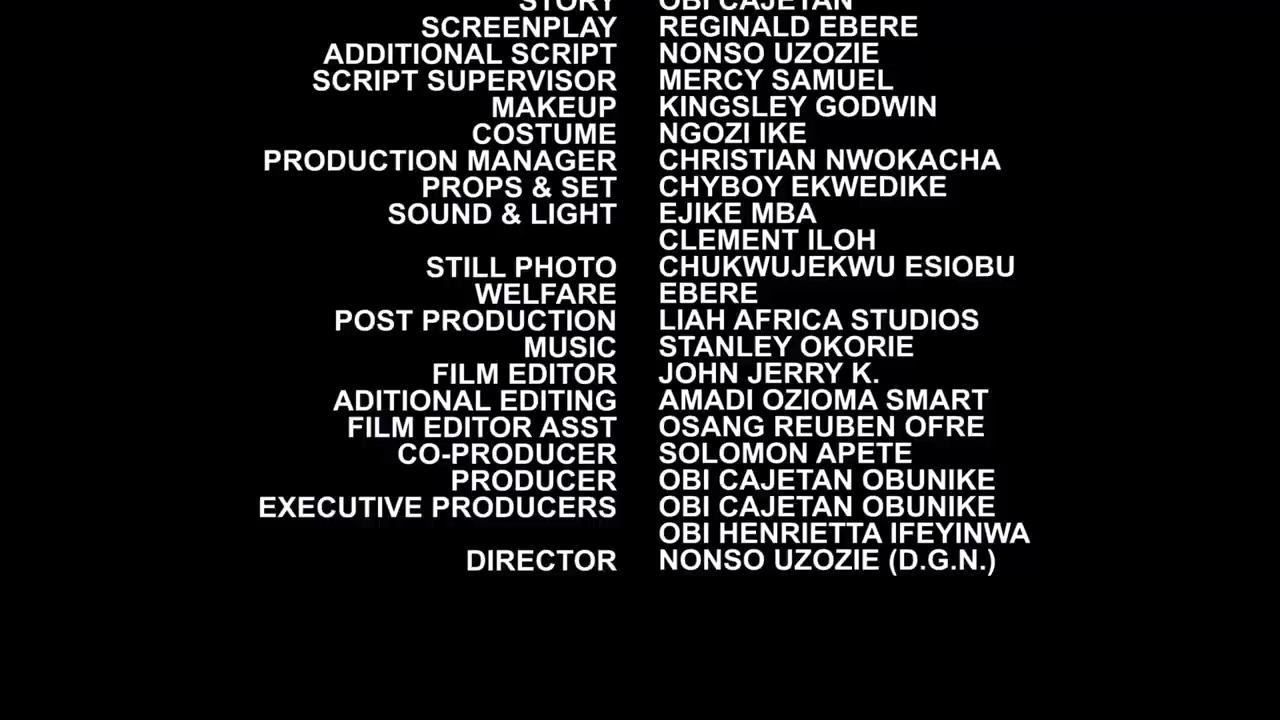 STORY OBI CAJETAN
SCREENPLAY REGINALD EBERE
ADDITIONAL SCRIPT NONSO UZOZIE
SCRIPT SUPERVISOR MERCY SAMUEL
MAKEUP KINGSLEY GODWIN
COSTUME NGOZI IKE
PRODUCTION MANAGER CHRISTIAN NWOKACHA
PROPS & SET CHYBOY EKWEDIKE
SOUND & LIGHT EJIKE MBA
CLEMENT ILOH
STILL PHOTO CHUKWUJEKWU ESIOBU
WELFARE EBERE
POST PRODUCTION LIAH AFRICA STUDIOS
MUSIC STANLEY OKORIE
FILM EDITOR JOHN JERRY K.
ADITIONAL EDITING AMADI OZIOMA SMART
FILM EDITOR ASST OSANG REUBEN OFRE
CO-PRODUCER SOLOMON APETE
PRODUCER OBI CAJETAN OBUNIKE
EXECUTIVE PRODUCERS OBI CAJETAN OBUNIKE
OBI HENRIETTA IFEYINWA
DIRECTOR NONSO UZOZIE (D.G.N.)